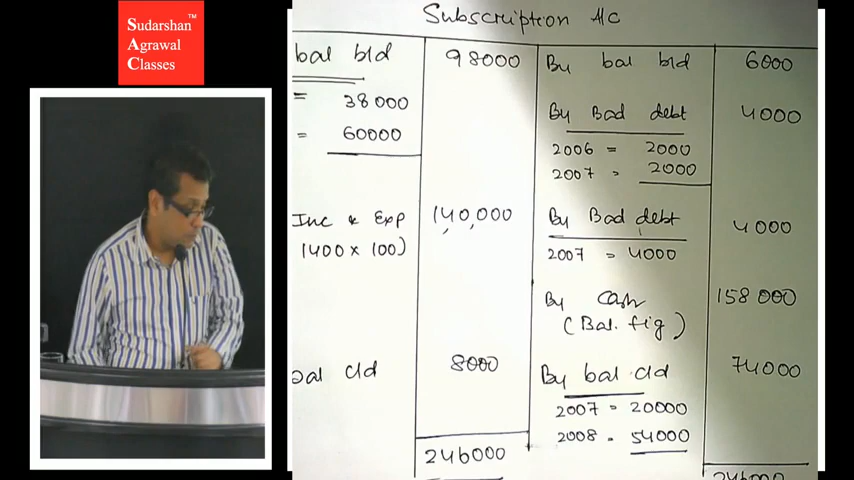 Sudarshan™
Agrawal
Classes
Subscription A/c
bal b/d 98000
= 38000
= 60000
Inc & Exp 140,000
1400 x 100)
bal c/d 8000
246000
By bal b/d 6000
By Bad debt 4000
2006 = 2000
2007 = 2000
By Bad debt 4000
2007 = 4000
By Cash 158000
(Bal. fig)
By bal c/d 74000
2007 = 20000
2008 = 54000
246000